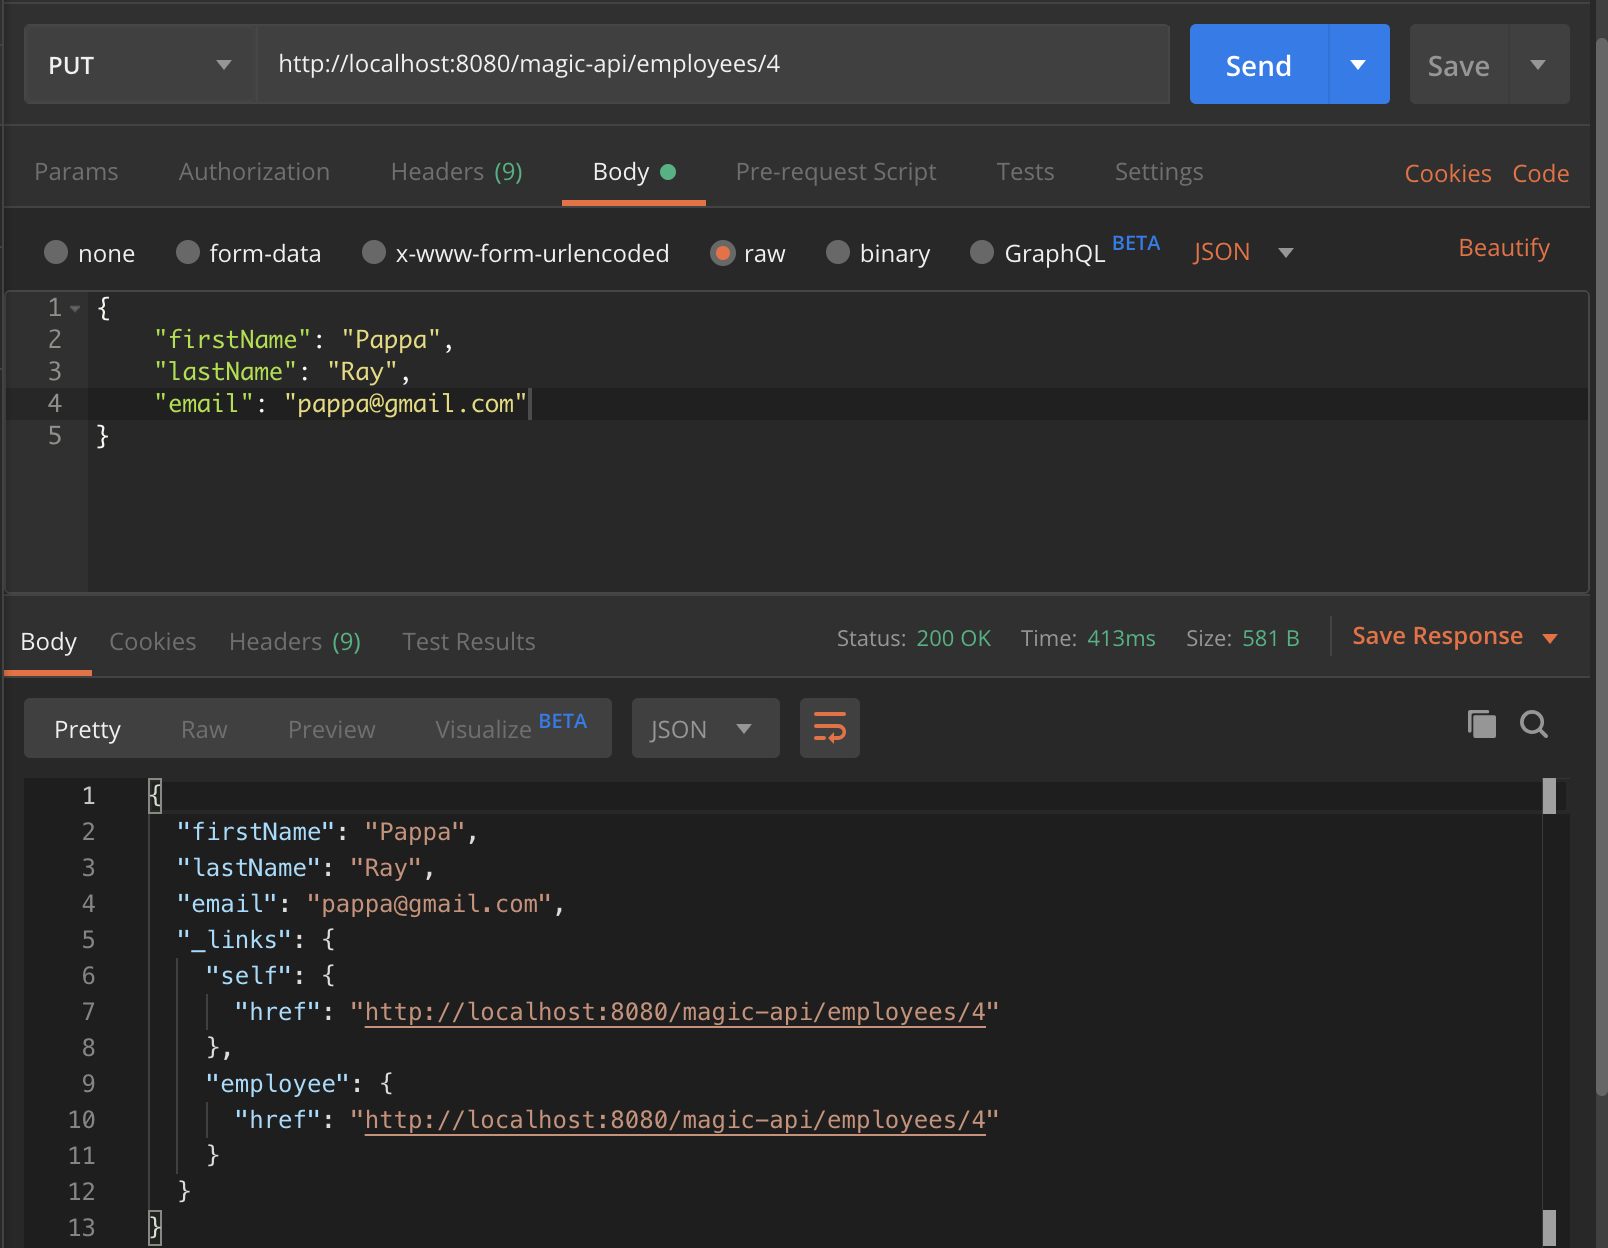 PUT http://localhost:8080/magic-api/employees/4 Send Save
Params Authorization Headers (9) Body Pre-request Script Tests Settings Cookies Code
none form-data x-www-form-urlencoded raw binary GraphQL BETA JSON Beautify
1 {
2 "firstName": "Pappa",
3 "lastName": "Ray",
4 "email": "pappa@gmail.com"
5 }
Body Cookies Headers (9) Test Results Status: 200 OK Time: 413ms Size: 581 B Save Response
Pretty Raw Preview Visualize BETA JSON
1 {
2 "firstName": "Pappa",
3 "lastName": "Ray",
4 "email": "pappa@gmail.com",
5 "_links": {
6 "self": {
7 "href": "http://localhost:8080/magic-api/employees/4"
8 },
9 "employee": {
10 "href": "http://localhost:8080/magic-api/employees/4"
11 }
12 }
13 }